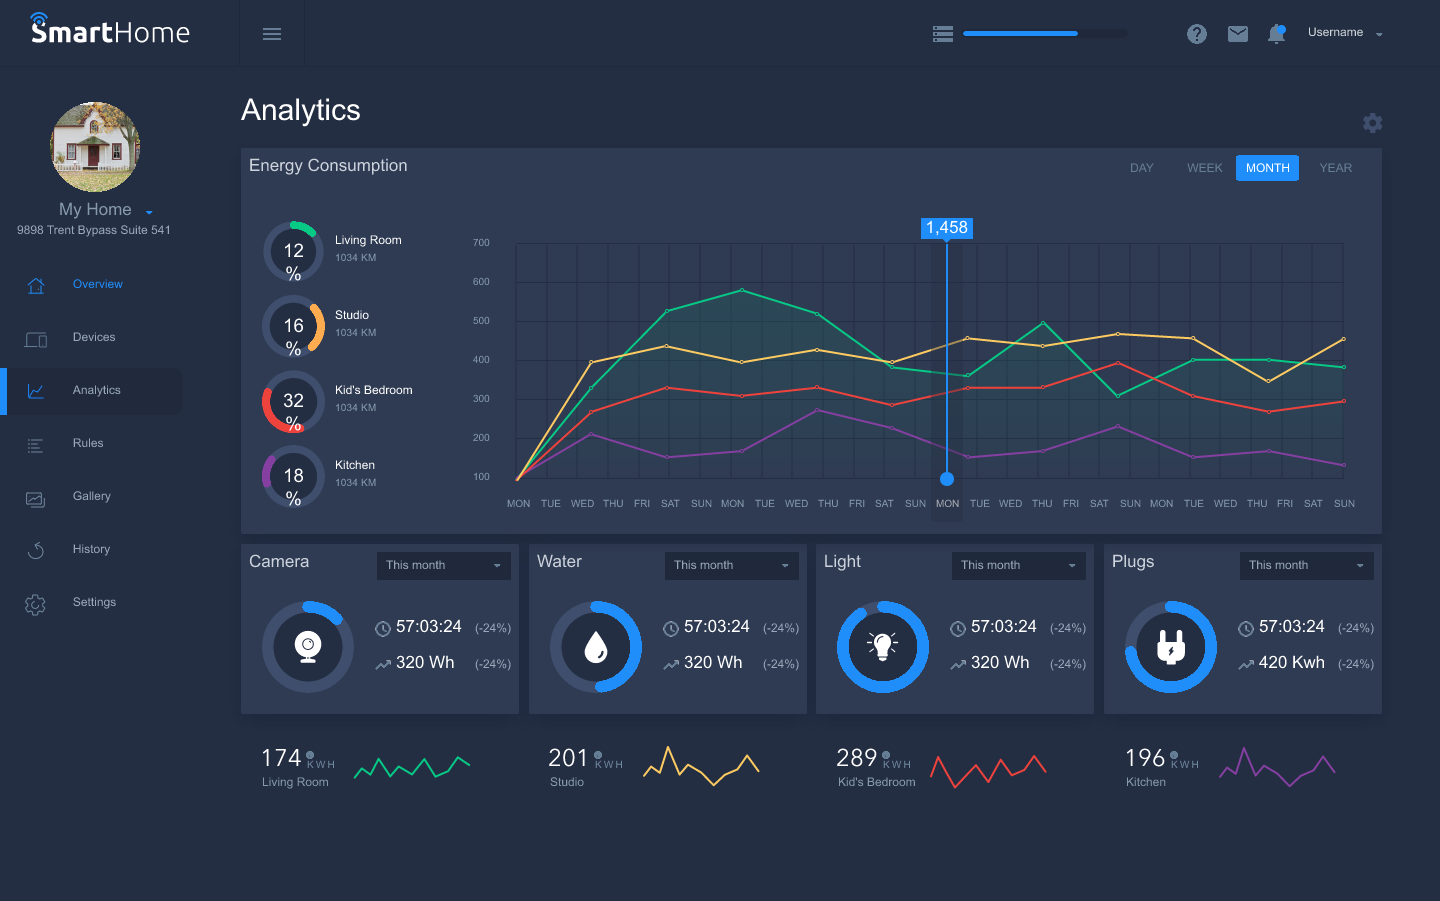 SmartHome
Username
My Home
9898 Trent Bypass Suite 541
Overview
Devices
Analytics
Rules
Gallery
History
Settings
Analytics
Energy Consumption
DAY WEEK MONTH YEAR
12
%
Living Room
1034 KM
16
%
Studio
1034 KM
32
%
Kid's Bedroom
1034 KM
18
%
Kitchen
1034 KM
1,458
700
600
500
400
300
200
100
MON TUE WED THU FRI SAT SUN MON TUE WED THU FRI SAT SUN MON TUE WED THU FRI SAT SUN MON TUE WED THU FRI SAT SUN
Camera
This month
57:03:24 (-24%)
320 Wh (-24%)
Water
This month
57:03:24 (-24%)
320 Wh (-24%)
Light
This month
57:03:24 (-24%)
320 Wh (-24%)
Plugs
This month
57:03:24 (-24%)
420 Kwh (-24%)
174 KWH
Living Room
201 KWH
Studio
289 KWH
Kid's Bedroom
196 KWH
Kitchen